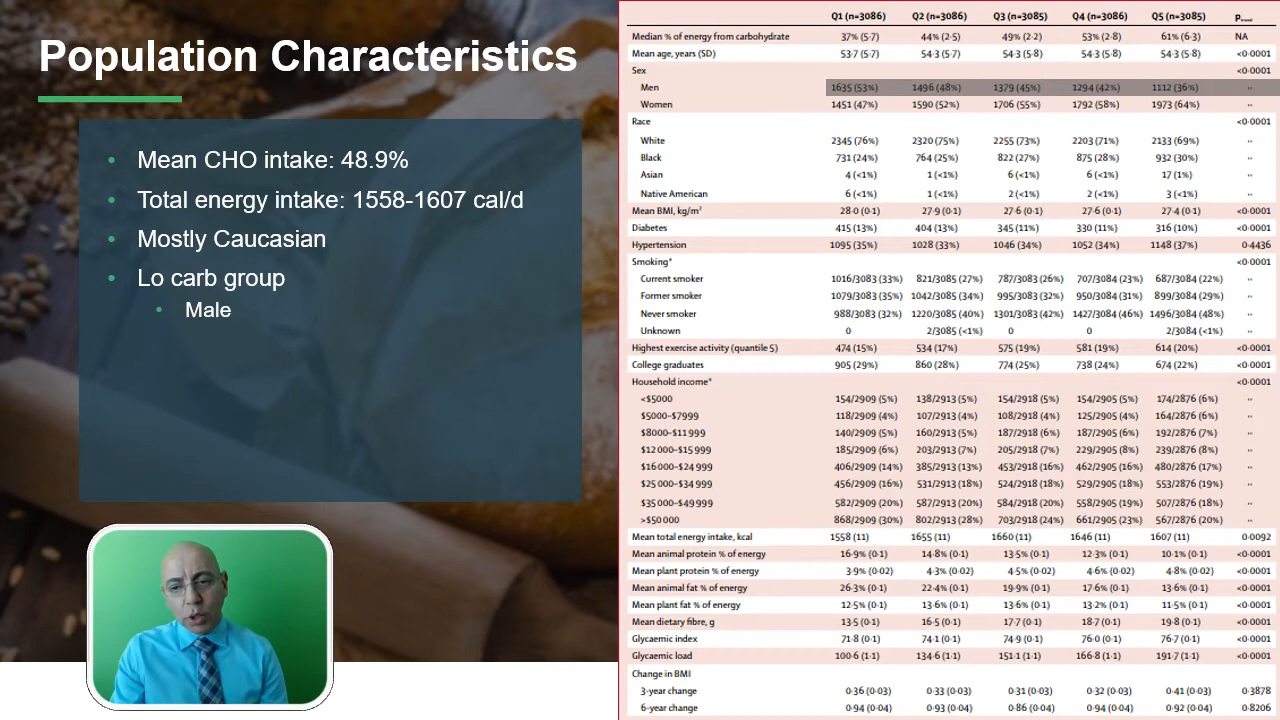 Population Characteristics
• Mean CHO intake: 48.9%
• Total energy intake: 1558-1607 cal/d
• Mostly Caucasian
• Lo carb group
• Male
Q1 (n=3086) Q2 (n=3086) Q3 (n=3085) Q4 (n=3086) Q5 (n=3085) Ptrend
Median % of energy from carbohydrate 37% (5·7) 44% (2·5) 49% (2·2) 53% (2·8) 61% (6·3) NA
Mean age, years (SD) 53·7 (5·7) 54·3 (5·7) 54·3 (5·8) 54·3 (5·8) 54·3 (5·8) <0·0001
Sex <0·0001
Men 1635 (53%) 1496 (48%) 1379 (45%) 1294 (42%) 1112 (36%) ··
Women 1451 (47%) 1590 (52%) 1706 (55%) 1792 (58%) 1973 (64%) ··
Race <0·0001
White 2345 (76%) 2320 (75%) 2255 (73%) 2203 (71%) 2133 (69%) ··
Black 731 (24%) 764 (25%) 822 (27%) 875 (28%) 932 (30%) ··
Asian 4 (<1%) 1 (<1%) 6 (<1%) 6 (<1%) 17 (1%) ··
Native American 6 (<1%) 1 (<1%) 2 (<1%) 2 (<1%) 3 (<1%) ··
Mean BMI, kg/m² 28·0 (0·1) 27·9 (0·1) 27·6 (0·1) 27·6 (0·1) 27·4 (0·1) <0·0001
Diabetes 415 (13%) 404 (13%) 345 (11%) 330 (11%) 316 (10%) <0·0001
Hypertension 1095 (35%) 1028 (33%) 1046 (34%) 1052 (34%) 1148 (37%) 0·4436
Smoking* <0·0001
Current smoker 1016/3083 (33%) 821/3085 (27%) 787/3083 (26%) 707/3084 (23%) 687/3084 (22%) ··
Former smoker 1079/3083 (35%) 1042/3085 (34%) 995/3083 (32%) 950/3084 (31%) 899/3084 (29%) ··
Never smoker 988/3083 (32%) 1220/3085 (40%) 1301/3083 (42%) 1427/3084 (46%) 1496/3084 (48%) ··
Unknown 0 2/3085 (<1%) 0 0 2/3084 (<1%) ··
Highest exercise activity (quantile 5) 474 (15%) 534 (17%) 575 (19%) 581 (19%) 614 (20%) <0·0001
College graduates 905 (29%) 860 (28%) 774 (25%) 738 (24%) 674 (22%) <0·0001
Household income* <0·0001
<$5000 154/2909 (5%) 138/2913 (5%) 154/2918 (5%) 154/2905 (5%) 174/2876 (6%) ··
$5000–$7999 118/2909 (4%) 107/2913 (4%) 108/2918 (4%) 125/2905 (4%) 164/2876 (6%) ··
$8000–$11 999 140/2909 (5%) 160/2913 (5%) 187/2918 (6%) 187/2905 (6%) 192/2876 (7%) ··
$12 000–$15 999 185/2909 (6%) 203/2913 (7%) 205/2918 (7%) 229/2905 (8%) 239/2876 (8%) ··
$16 000–$24 999 406/2909 (14%) 385/2913 (13%) 453/2918 (16%) 462/2905 (16%) 480/2876 (17%) ··
$25 000–$34 999 456/2909 (16%) 531/2913 (18%) 524/2918 (18%) 529/2905 (18%) 553/2876 (19%) ··
$35 000–$49 999 582/2909 (20%) 587/2913 (20%) 584/2918 (20%) 558/2905 (19%) 507/2876 (18%) ··
>$50 000 868/2909 (30%) 802/2913 (28%) 703/2918 (24%) 661/2905 (23%) 567/2876 (20%) ··
Mean total energy intake, kcal 1558 (11) 1655 (11) 1660 (11) 1646 (11) 1607 (11) 0·0092
Mean animal protein % of energy 16·9% (0·1) 14·8% (0·1) 13·5% (0·1) 12·3% (0·1) 10·1% (0·1) <0·0001
Mean plant protein % of energy 3·9% (0·02) 4·3% (0·02) 4·5% (0·02) 4·6% (0·02) 4·8% (0·02) <0·0001
Mean animal fat % of energy 26·3% (0·1) 22·4% (0·1) 19·9% (0·1) 17·6% (0·1) 13·6% (0·1) <0·0001
Mean plant fat % of energy 12·5% (0·1) 13·6% (0·1) 13·6% (0·1) 13·2% (0·1) 11·5% (0·1) <0·0001
Mean dietary fibre, g 13·5 (0·1) 16·5 (0·1) 17·7 (0·1) 18·7 (0·1) 19·8 (0·1) <0·0001
Glycaemic index 71·8 (0·1) 74·1 (0·1) 74·9 (0·1) 76·0 (0·1) 76·7 (0·1) <0·0001
Glycaemic load 100·6 (1·1) 134·6 (1·1) 151·1 (1·1) 166·8 (1·1) 191·7 (1·1) <0·0001
Change in BMI
3-year change 0·36 (0·03) 0·33 (0·03) 0·31 (0·03) 0·32 (0·03) 0·41 (0·03) 0·3878
6-year change 0·94 (0·04) 0·93 (0·04) 0·86 (0·04) 0·94 (0·04) 0·92 (0·04) 0·8206